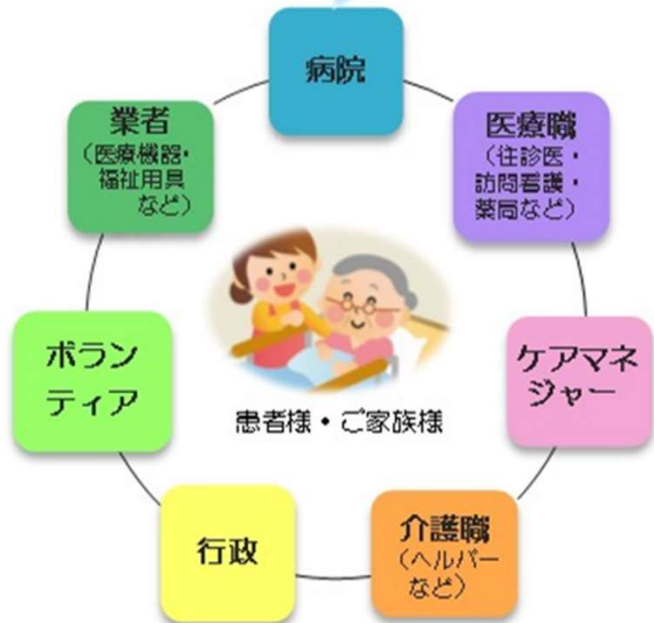 病院
医療職
（往診医・
訪問看護・
薬局など）
ケアマネ
ジャー
介護職
（ヘルパー
など）
行政
ボラン
ティア
業者
（医療機器・
福祉用具
など）
患者様・ご家族様